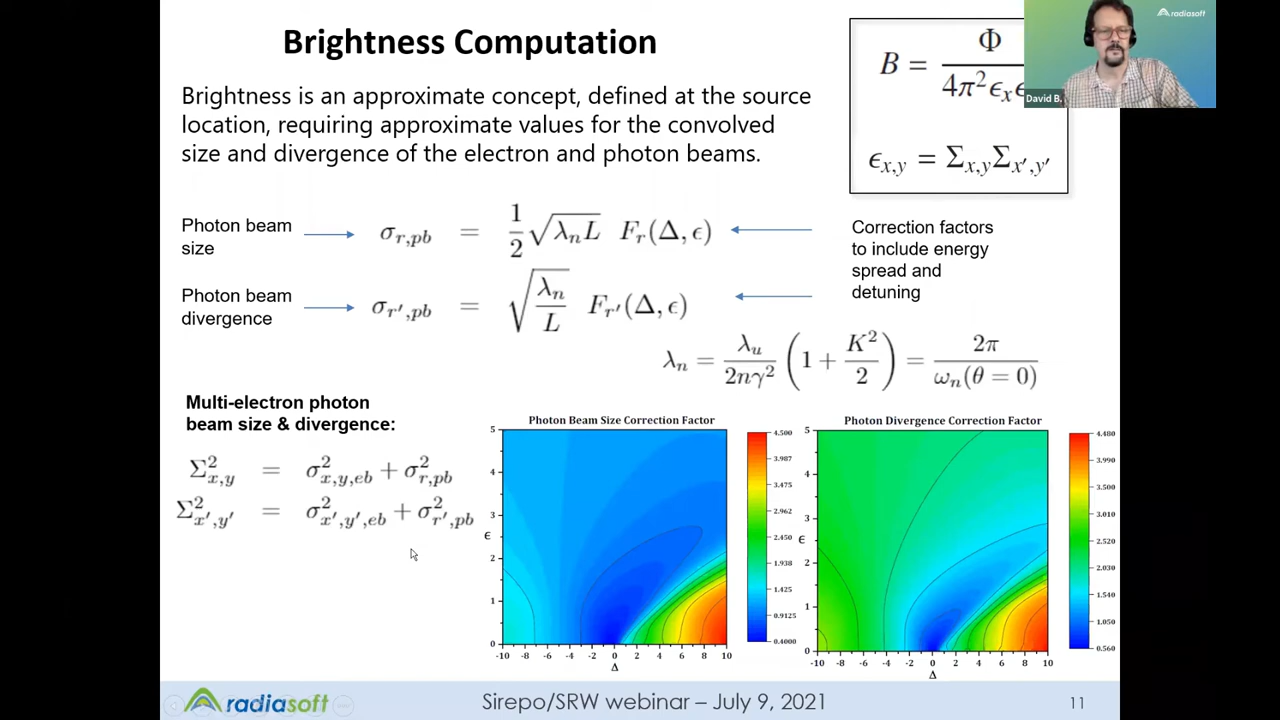 Brightness Computation
Brightness is an approximate concept, defined at the source
location, requiring approximate values for the convolved
size and divergence of the electron and photon beams.
B = Φ / 4π²ϵₓϵ
ϵ_{x,y} = Σ_{x,y}Σ_{x′,y′}
radiasoft
David B.
Photon beam
size
σ_{r,pb} = 1/2 √(λₙL) F_r(Δ, ϵ)
Correction factors
to include energy
spread and
detuning
Photon beam
divergence
σ_{r′,pb} = √(λₙ/L) F_{r′}(Δ, ϵ)
λₙ = λ_u/2nγ² (1 + K²/2) = 2π/ωₙ(θ = 0)
Multi-electron photon
beam size & divergence:
Σ²_{x,y} = σ²_{x,y,eb} + σ²_{r,pb}
Σ²_{x′,y′} = σ²_{x′,y′,eb} + σ²_{r′,pb}
Photon Beam Size Correction Factor
5
4
3
ϵ
2
1
0
-10 -8 -6 -4 -2 0 2 4 6 8 10
Δ
4.500
3.987
3.475
2.962
2.450
1.938
1.425
0.9125
0.4000
Photon Divergence Correction Factor
5
4
3
ϵ
2
1
0
-10 -8 -6 -4 -2 0 2 4 6 8 10
Δ
4.480
3.990
3.500
3.010
2.520
2.030
1.540
1.050
0.560
radiasoft
Sirepo/SRW webinar – July 9, 2021
11